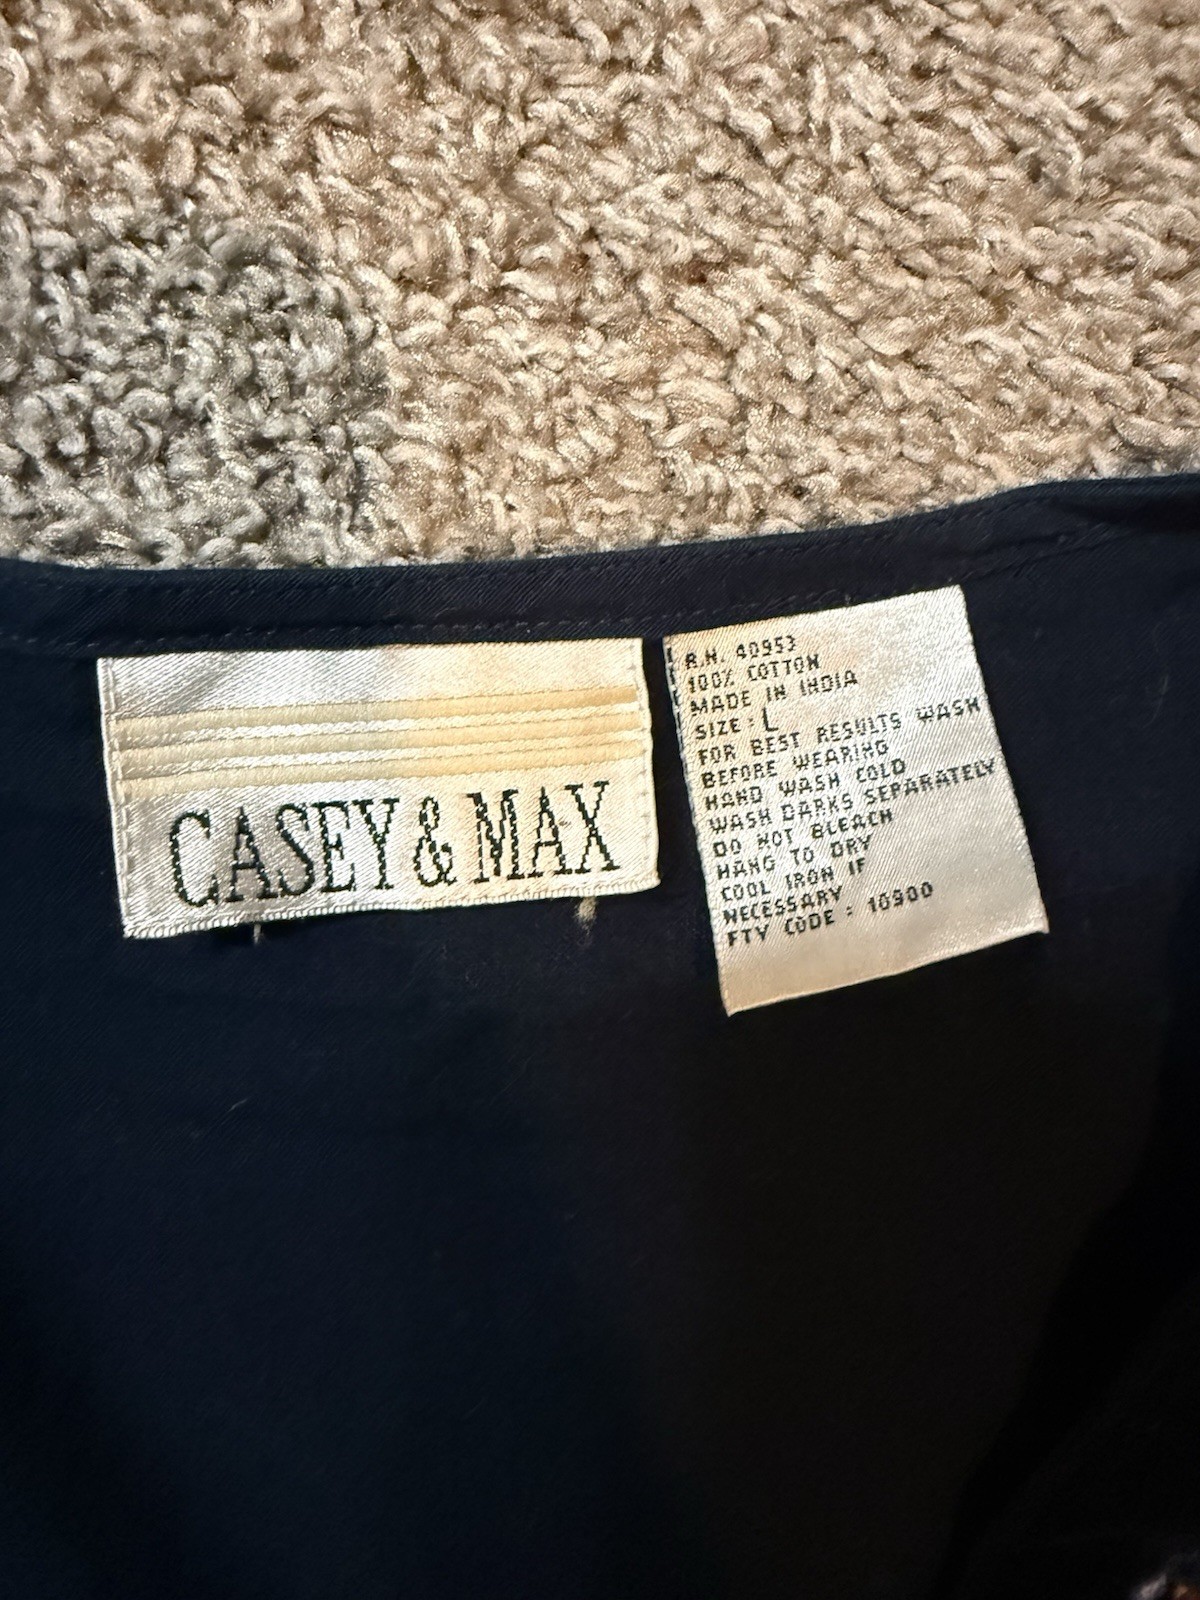 CASEY & MAX
R.N. 40953
100% COTTON
MADE IN INDIA
SIZE : L
FOR BEST RESULTS WASH
BEFORE WEARING
HAND WASH COLD
WASH DARKS SEPARATELY
DO NOT BLEACH
HANG TO DRY
COOL IRON IF
NECESSARY
FTY CODE : 10900